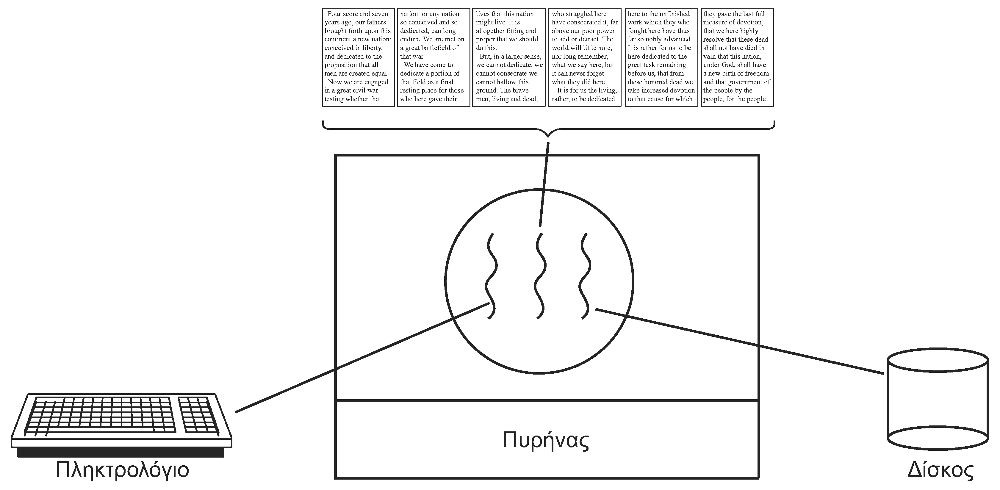 Four score and seven
years ago, our fathers
brought forth upon this
continent a new nation:
conceived in liberty,
and dedicated to the
proposition that all
men are created equal.
Now we are engaged
in a great civil war
testing whether that
nation, or any nation
so conceived and so
dedicated, can long
endure. We are met on
a great battlefield of
that war.
We have come to
dedicate a portion of
that field as a final
resting place for those
who here gave their
lives that this nation
might live. It is
altogether fitting and
proper that we should
do this.
But, in a larger sense,
we cannot dedicate, we
cannot consecrate we
cannot hallow this
ground. The brave
men, living and dead,
who struggled here
have consecrated it, far
above our poor power
to add or detract. The
world will little note,
nor long remember,
what we say here, but
it can never forget
what they did here.
It is for us the living,
rather, to be dedicated
here to the unfinished
work which they who
fought here have thus
far so nobly advanced.
It is rather for us to be
here dedicated to the
great task remaining
before us, that from
these honored dead we
take increased devotion
to that cause for which
they gave the last full
measure of devotion,
that we here highly
resolve that these dead
shall not have died in
vain that this nation,
under God, shall have
a new birth of freedom
and that government of
the people by the
people, for the people
Πυρήνας
Πληκτρολόγιο
Δίσκος